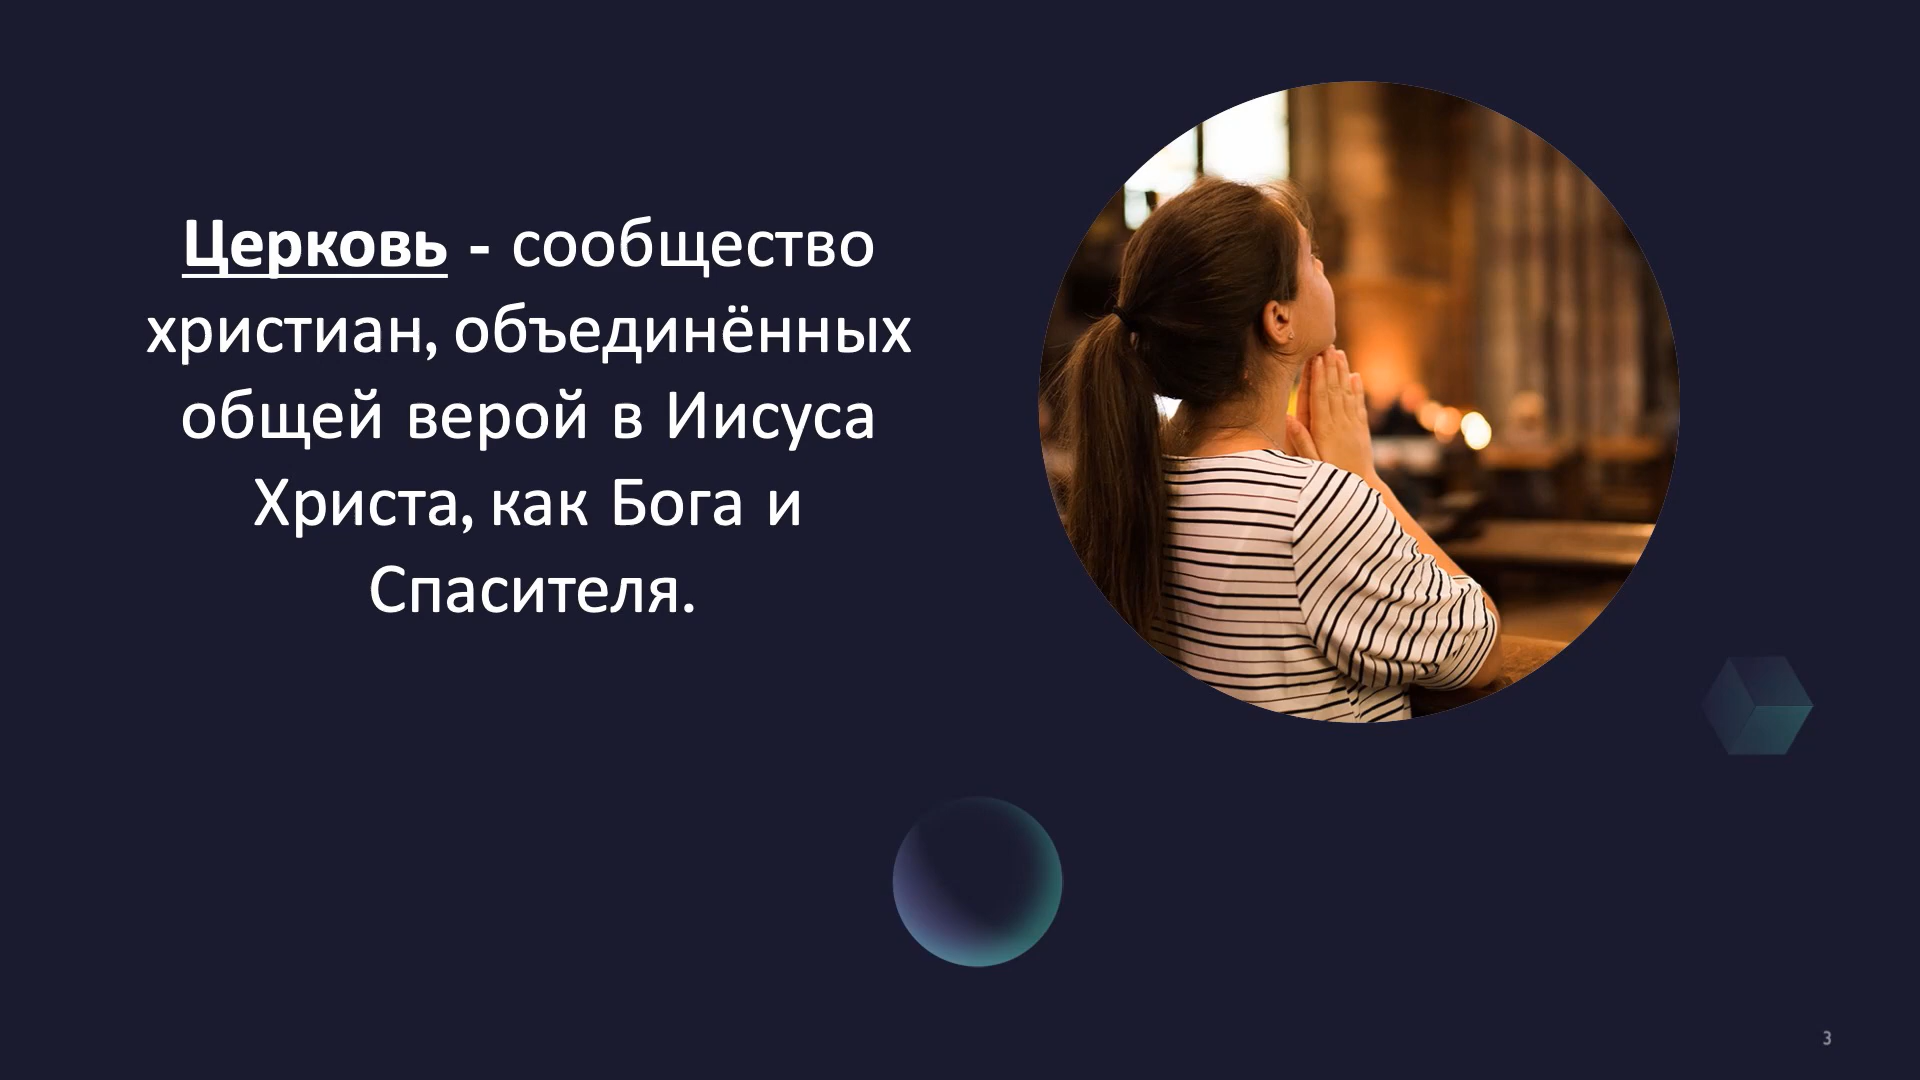 Церковь - сообщество
христиан, объединённых
общей верой в Иисуса
Христа, как Бога и
Спасителя.
3